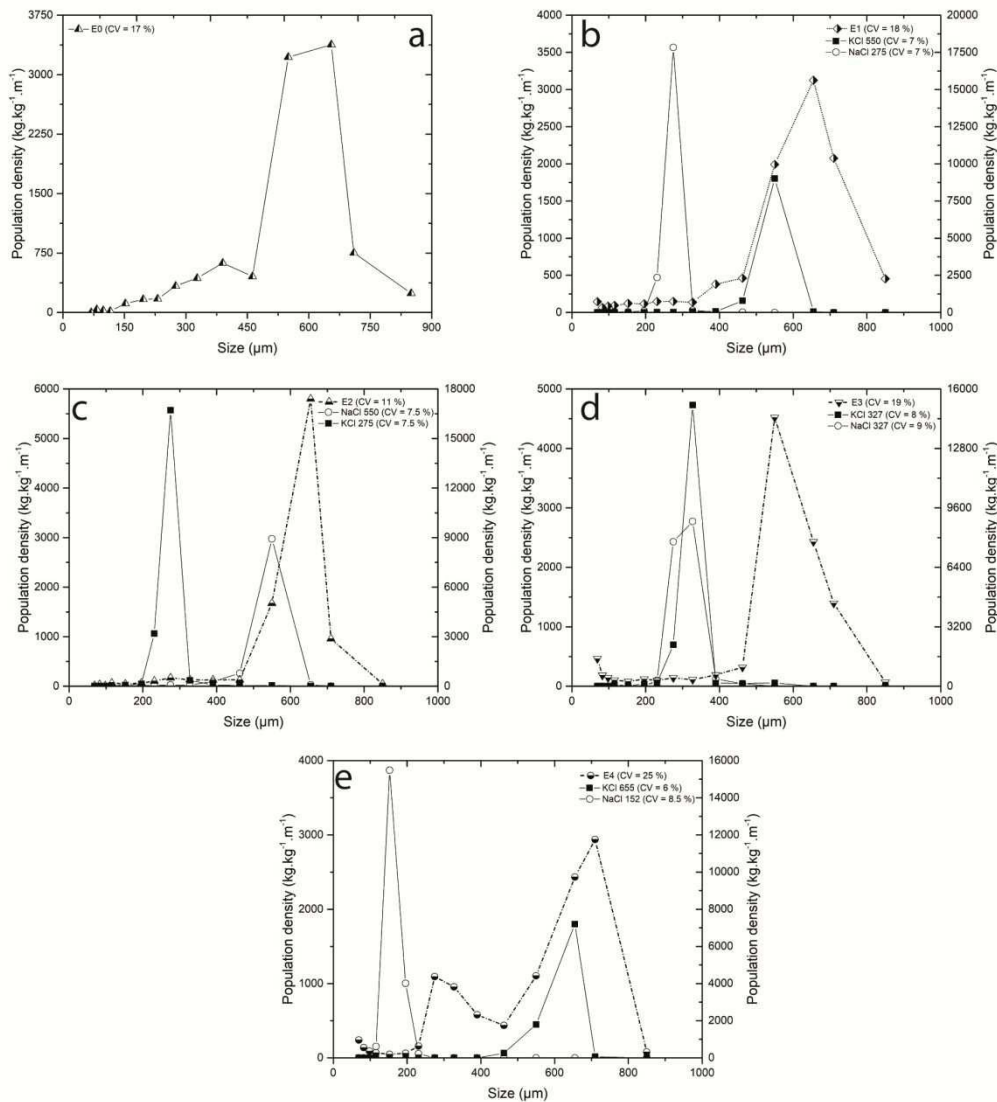 a
E0 (CV = 17 %)
Population density (kg.kg⁻¹.m⁻¹)
3750
3000
2250
1500
750
0
0 150 300 450 600 750 900
Size (µm)
b
E1 (CV = 18 %)
KCl 550 (CV = 7 %)
NaCl 275 (CV = 7 %)
Population density (kg.kg⁻¹.m⁻¹)
4000
3500
3000
2500
2000
1500
1000
500
0
20000
17500
15000
12500
10000
7500
5000
2500
0
Population density (kg.kg⁻¹.m⁻¹)
0 200 400 600 800 1000
Size (µm)
c
E2 (CV = 11 %)
NaCl 550 (CV = 7.5 %)
KCl 275 (CV = 7.5 %)
Population density (kg.kg⁻¹.m⁻¹)
6000
5000
4000
3000
2000
1000
0
18000
15000
12000
9000
6000
3000
0
Population density (kg.kg⁻¹.m⁻¹)
0 200 400 600 800 1000
Size (µm)
d
E3 (CV = 19 %)
KCl 327 (CV = 8 %)
NaCl 327 (CV = 9 %)
Population density (kg.kg⁻¹.m⁻¹)
5000
4000
3000
2000
1000
0
16000
12800
9600
6400
3200
0
Population density (kg.kg⁻¹.m⁻¹)
0 200 400 600 800 1000
Size (µm)
e
E4 (CV = 25 %)
KCl 655 (CV = 6 %)
NaCl 152 (CV = 8.5 %)
Population density (kg.kg⁻¹.m⁻¹)
4000
3000
2000
1000
0
16000
14000
12000
10000
8000
6000
4000
2000
0
Population density (kg.kg⁻¹.m⁻¹)
0 200 400 600 800 1000
Size (µm)